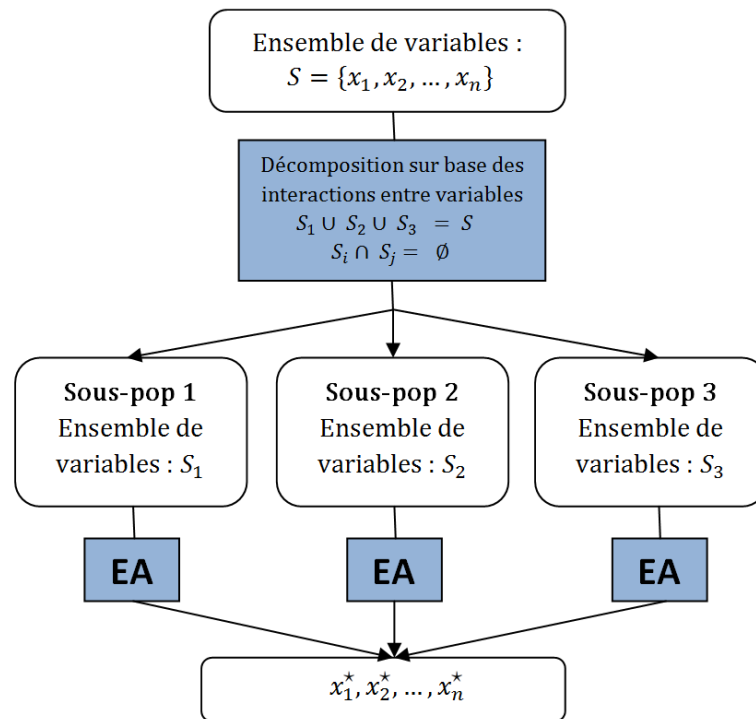 Ensemble de variables :
S = {x₁, x₂, … , xₙ}
Décomposition sur base des
interactions entre variables
S₁ ∪ S₂ ∪ S₃ = S
Sᵢ ∩ Sⱼ = ∅
Sous-pop 1
Ensemble de
variables : S₁
Sous-pop 2
Ensemble de
variables : S₂
Sous-pop 3
Ensemble de
variables : S₃
EA
EA
EA
x₁*, x₂*, … , xₙ*